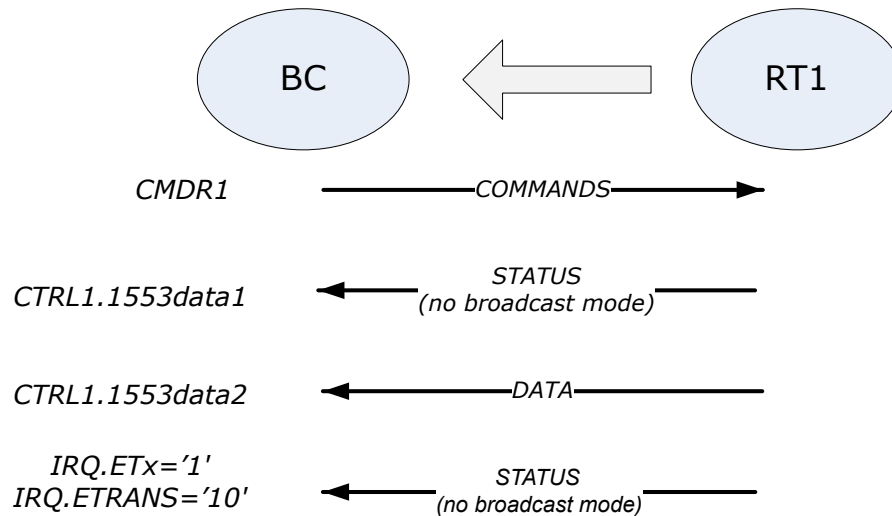 BC
RT1
CMDR1
COMMANDS
CTRL1.1553data1
STATUS
(no broadcast mode)
CTRL1.1553data2
DATA
IRQ.ETx='1'
IRQ.ETRANS='10'
STATUS
(no broadcast mode)